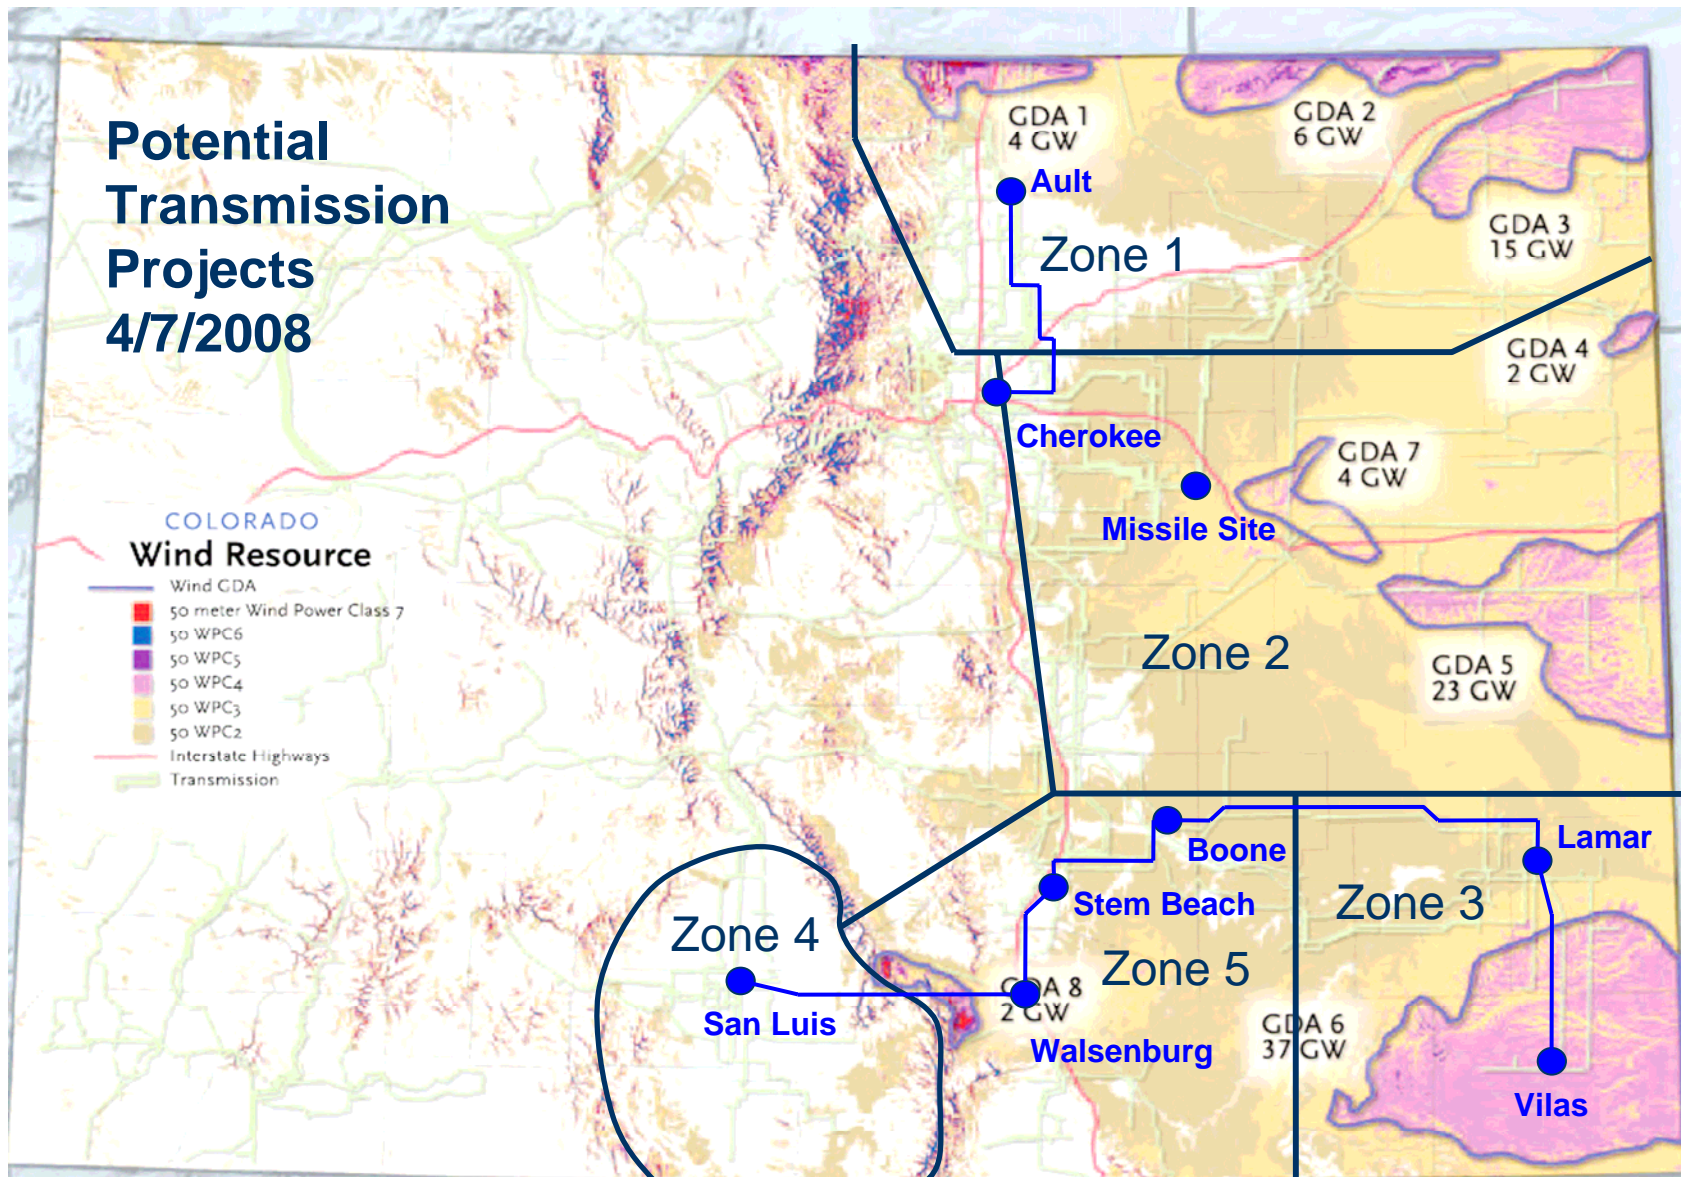 Potential
Transmission
Projects
4/7/2008
GDA 1
4 GW
GDA 2
6 GW
Ault
Zone 1
GDA 3
15 GW
GDA 4
2 GW
Cherokee
GDA 7
4 GW
Missile Site
COLORADO
Wind Resource
Wind GDA
50 meter Wind Power Class 7
50 WPC6
50 WPC5
50 WPC4
50 WPC3
50 WPC2
Interstate Highways
Transmission
Zone 2
GDA 5
23 GW
Boone
Lamar
Stem Beach
Zone 3
Zone 4
Zone 5
GDA 8
2 GW
San Luis
Walsenburg
GDA 6
37 GW
Vilas